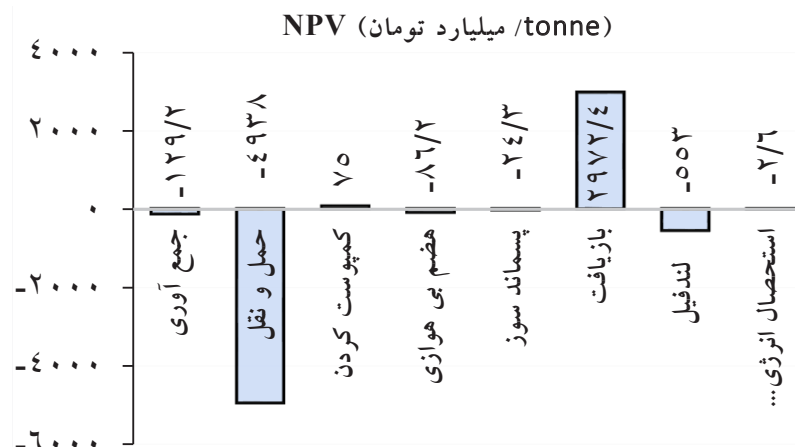 NPV (میلیارد تومان /tonne)
۴۰۰۰
۲۰۰۰
۰
-۲۰۰۰
-۴۰۰۰
-۶۰۰۰
-۱۲۹/۲
-۴۹۳۸
۷۵
-۸۶/۲
-۲۴/۳
۲۹۷۲/۴
-۵۵۳
-۲/۶
جمع آوری
حمل و نقل
کمپوست کردن
هضم بی هوازی
پسماند سوز
بازیافت
لندفیل
استحصال انرژی...